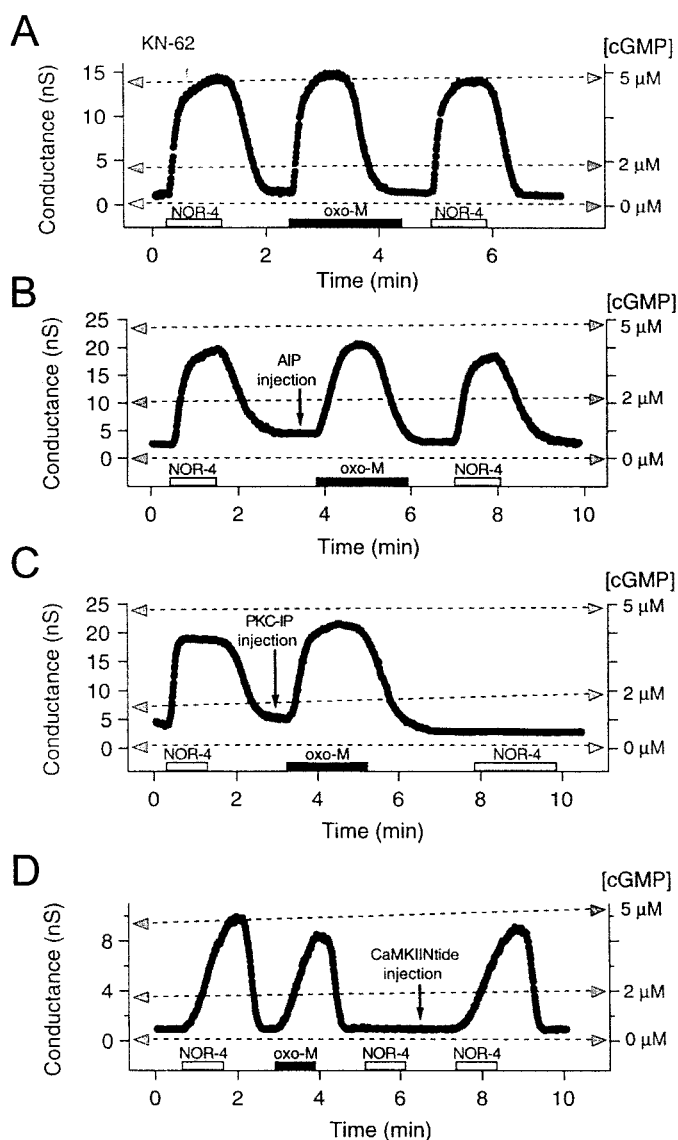 A
KN-62
[cGMP]
Conductance (nS)
15
10
5
0
5 µM
2 µM
0 µM
NOR-4
oxo-M
NOR-4
0
2
4
6
Time (min)
B
[cGMP]
Conductance (nS)
25
20
15
10
5
0
AIP
injection
5 µM
2 µM
0 µM
NOR-4
oxo-M
NOR-4
0
2
4
6
8
10
Time (min)
C
[cGMP]
Conductance (nS)
25
20
15
10
5
0
PKC-IP
injection
5 µM
2 µM
0 µM
NOR-4
oxo-M
NOR-4
0
2
4
6
8
10
Time (min)
D
[cGMP]
Conductance (nS)
8
4
0
CaMKIINtide
injection
5 µM
2 µM
0 µM
NOR-4
oxo-M
NOR-4
NOR-4
0
2
4
6
8
10
Time (min)